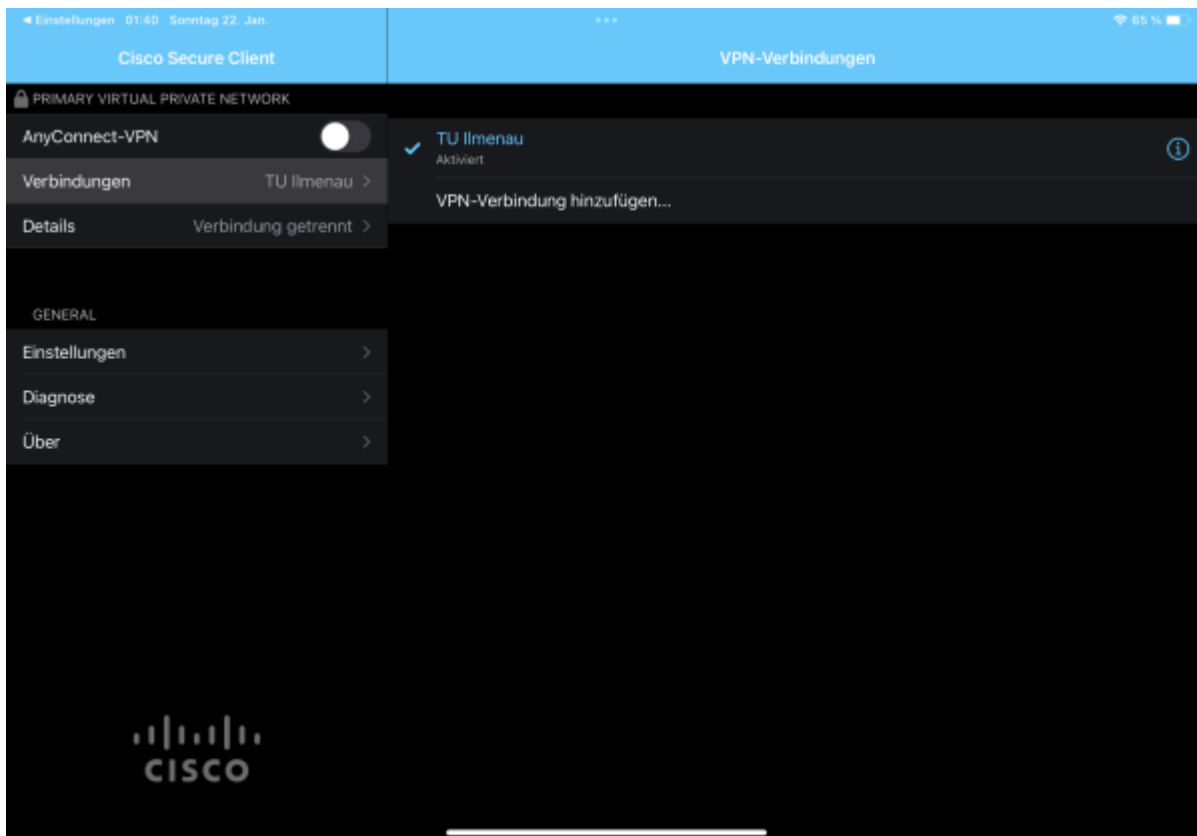 ◀ Einstellungen 01:40 Sonntag 22. Jan.
65 %
Cisco Secure Client
VPN-Verbindungen
PRIMARY VIRTUAL PRIVATE NETWORK
AnyConnect-VPN
TU Ilmenau
Aktiviert
Verbindungen TU Ilmenau >
VPN-Verbindung hinzufügen...
Details Verbindung getrennt >
GENERAL
Einstellungen >
Diagnose >
Über >
CISCO